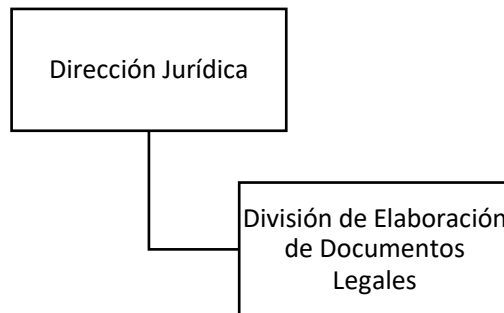 Dirección Jurídica
División de Elaboración
de Documentos
Legales